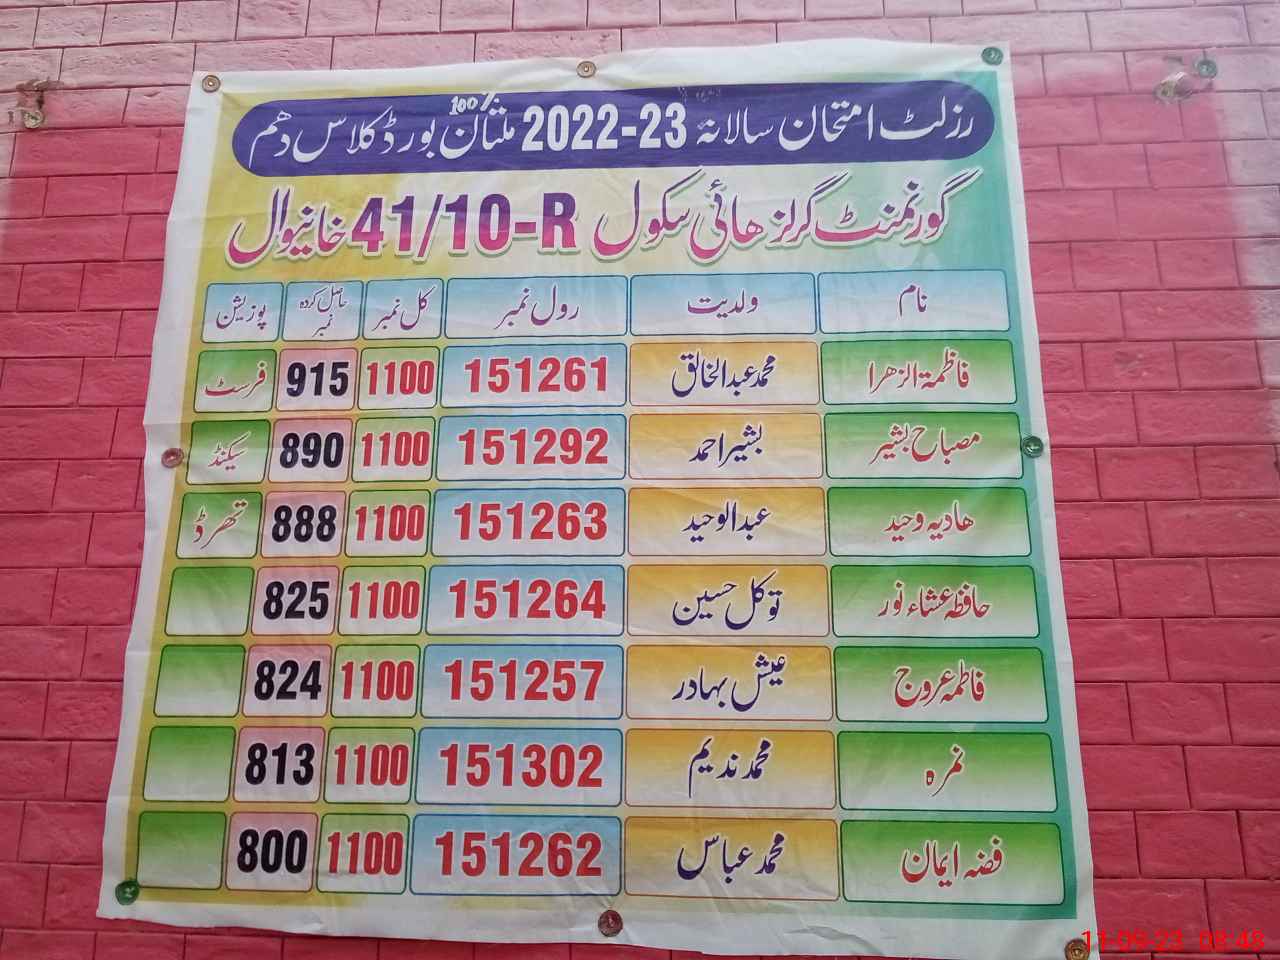 رزلٹ امتحان سالانہ 2022-23 ملتان بورڈ کلاس دھم
100%
گورنمنٹ گرلز ھائی سکول 41/10-R خانیوال
نام ولدیت رول نمبر کل نمبر حاصل کردہ نمبر پوزیشن
فاطمۃ الزھرا محمد عبدالخالق 151261 1100 915 فرسٹ
مصباح بشیر بشیر احمد 151292 1100 890 سیکنڈ
ھادیہ وحید عبدالوحید 151263 1100 888 تھرڈ
حافظہ عشاء نور توکل حسین 151264 1100 825
فاطمہ عروج عیش بہادر 151257 1100 824
نمرہ محمد ندیم 151302 1100 813
فضہ ایمان محمد عباس 151262 1100 800
11-09-23 08:48